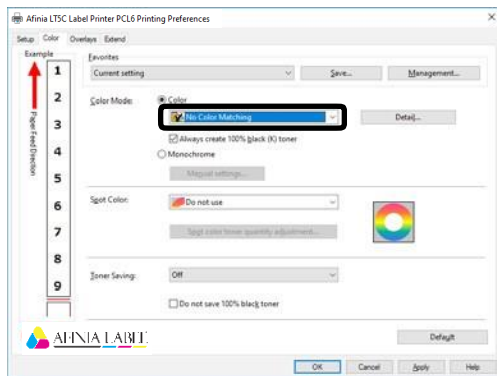 Afinia LT5C Label Printer PCL6 Printing Preferences
Setup Color Overlays Extend
Example
Paper Feed Direction
1
2
3
4
5
6
7
8
9
Favorites
Current setting Save... Management...
Color Mode: Color
No Color Matching Detail...
Always create 100% black (K) toner
Monochrome
Manual settings...
Spot Color: Do not use
Spot color toner quantity adjustment...
Toner Saving: Off
Do not save 100% black toner
AFINIA LABEL
Default
OK Cancel Apply Help